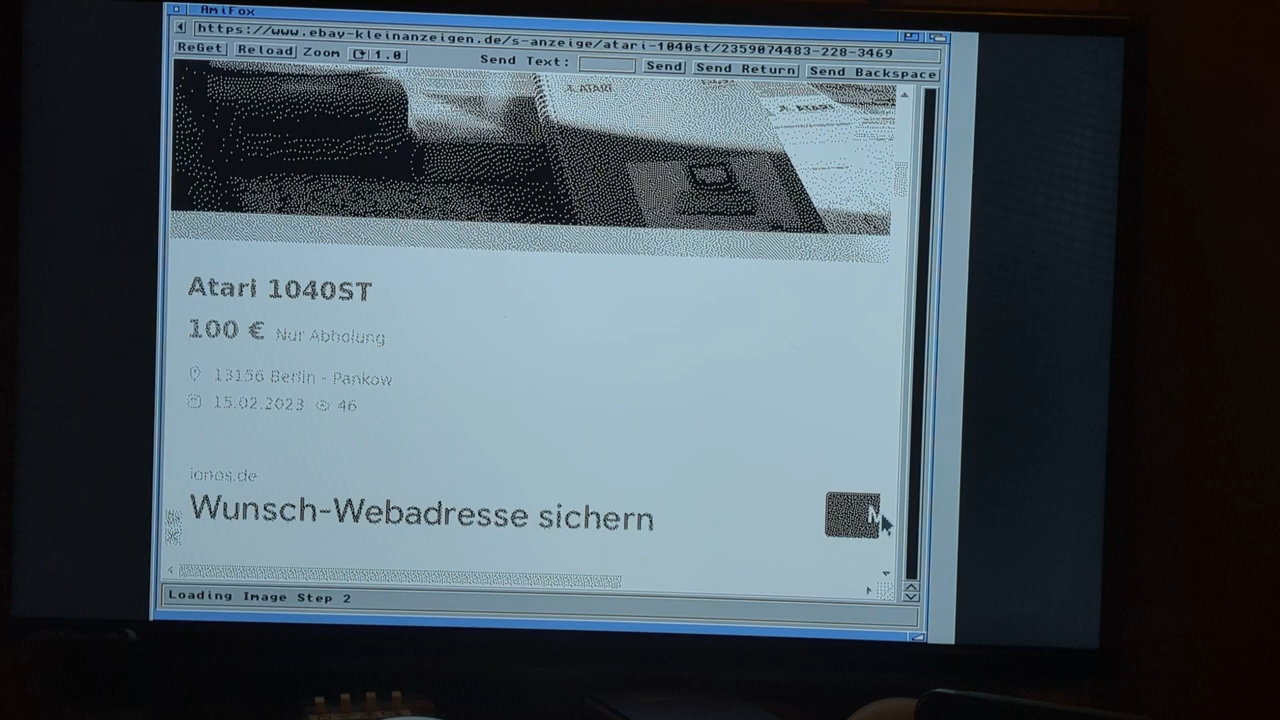 AmiFox
https://www.ebay-kleinanzeigen.de/s-anzeige/atari-1040st/2359074483-228-3469
ReGet Reload Zoom 1.0 Send Text: Send Send Return Send Backspace
ATARI
ATARI
Atari 1040ST
100 € Nur Abholung
13156 Berlin - Pankow
15.02.2023 46
ionos.de
Wunsch-Webadresse sichern
Loading Image Step 2